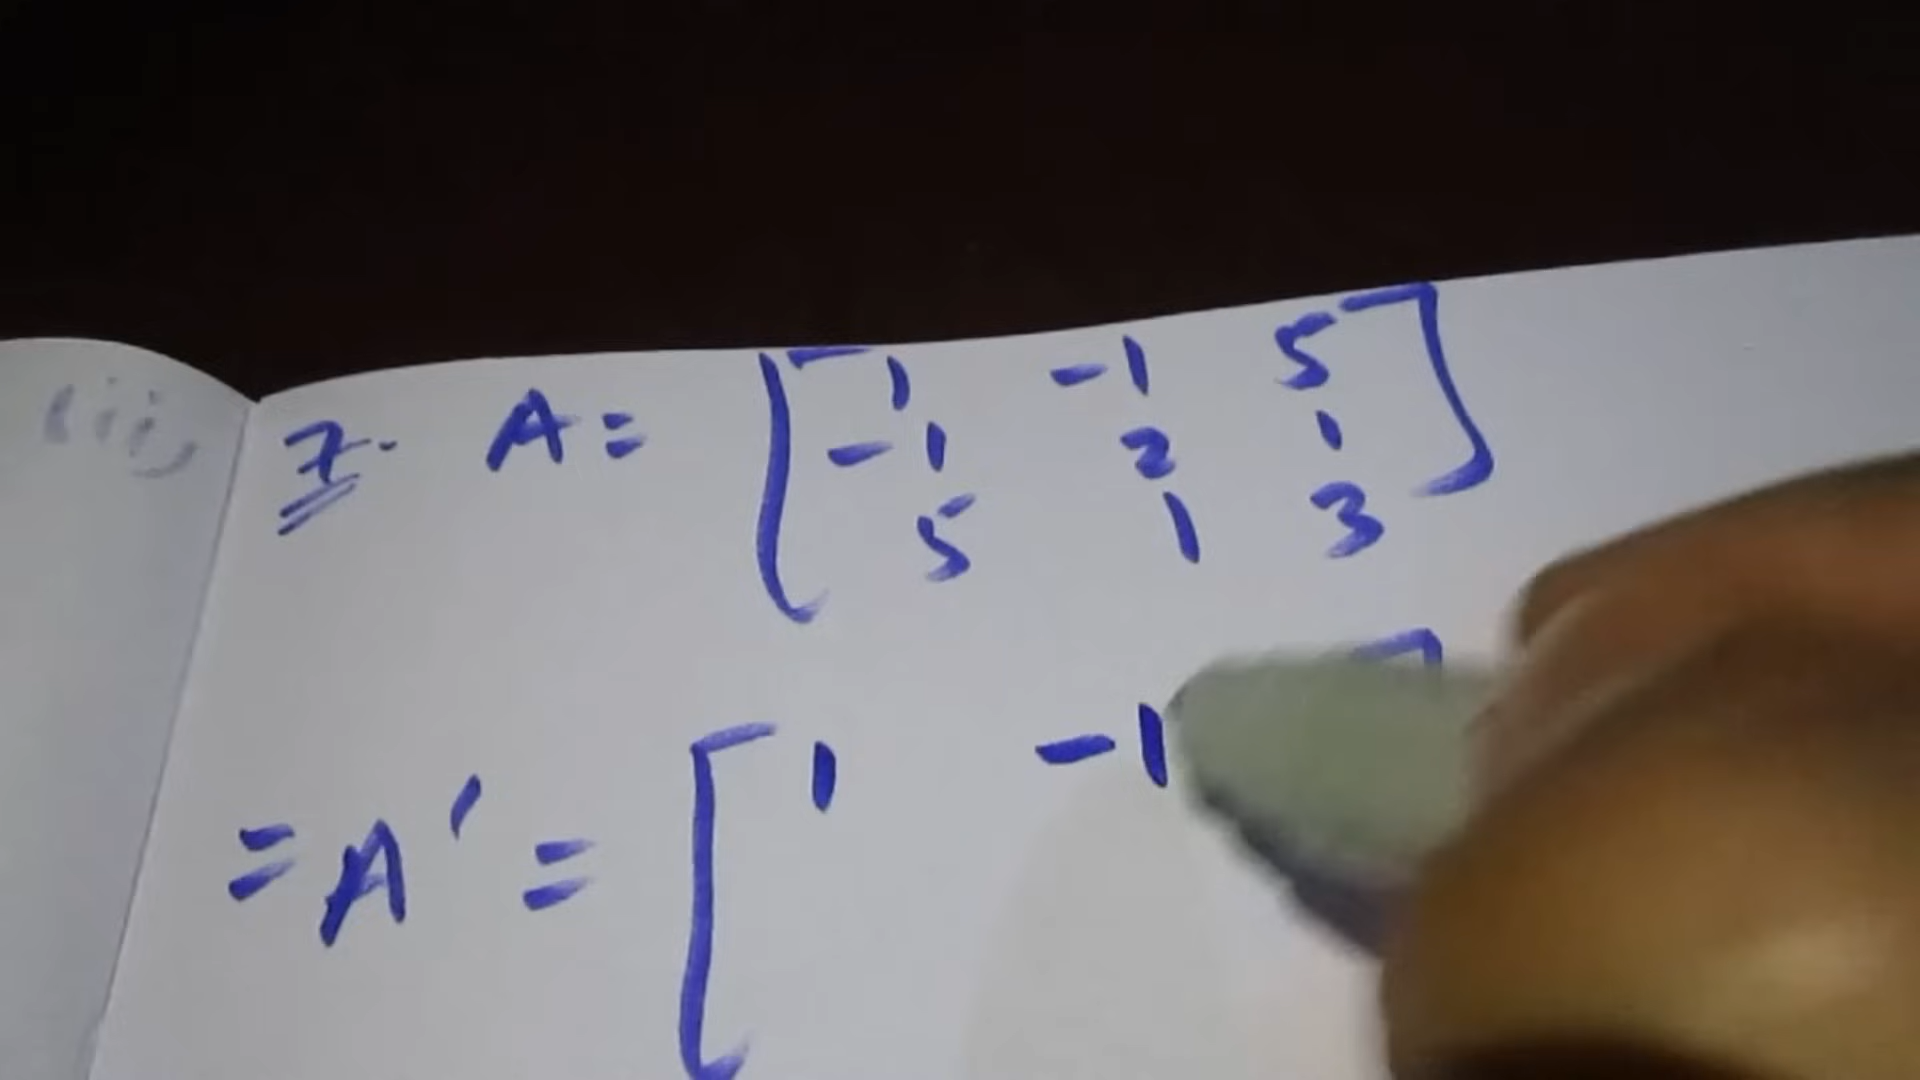 (ii)
7. A = [ 1 -1 5
-1 2 1
5 1 3 ]
= A' = [ 1 -1 ]